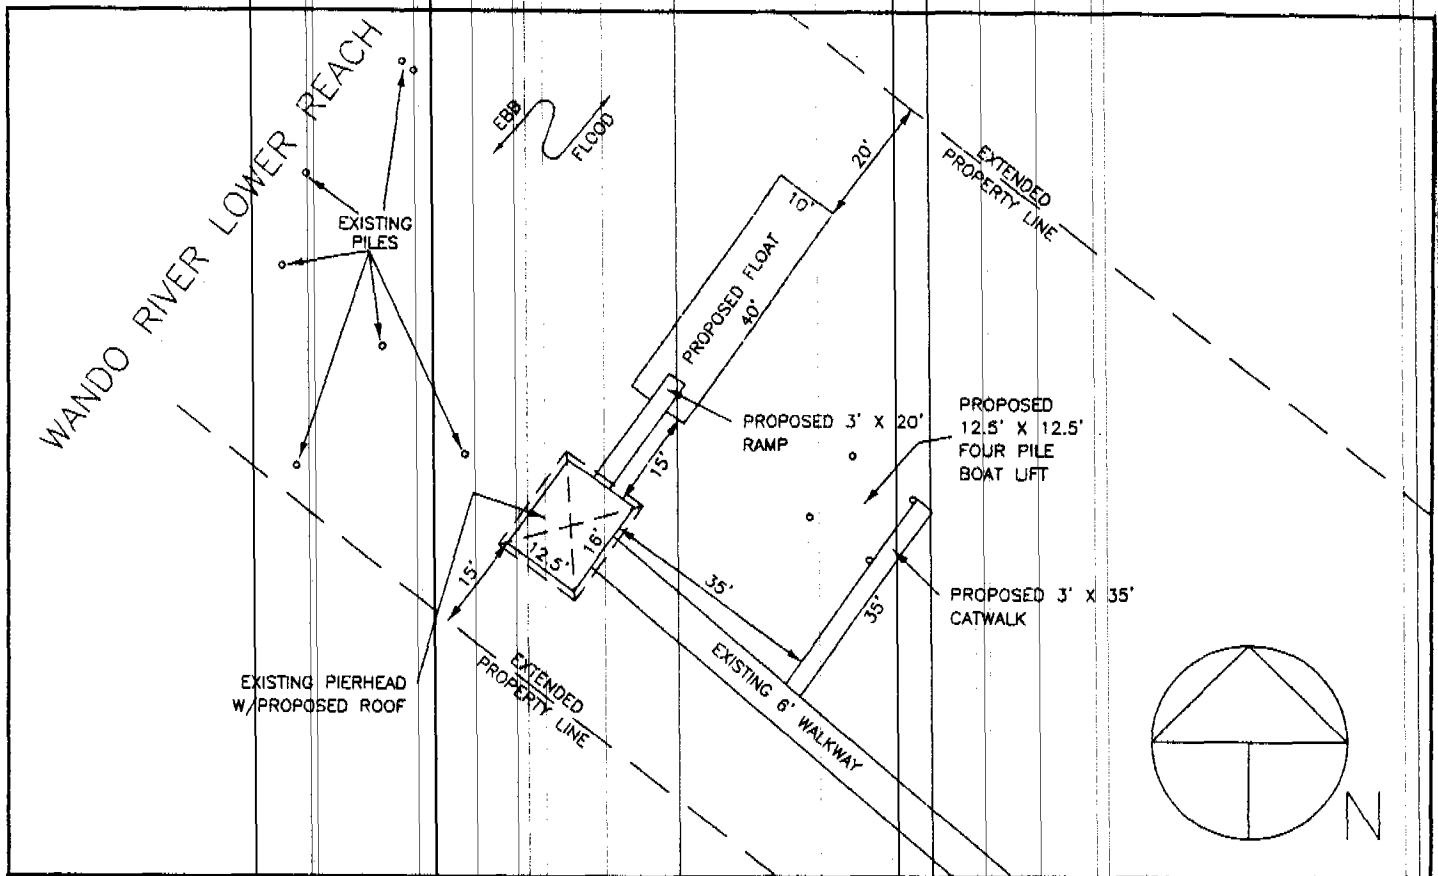 WANDO RIVER LOWER REACH
EBB
FLOOD
EXISTING
PILES
20'
EXTENDED
PROPERTY LINE
10'
PROPOSED FLOAT
40'
PROPOSED 3' X 20'
RAMP
15'
PROPOSED
12.5' X 12.5'
FOUR PILE
BOAT LIFT
12.5'
16'
15'
35'
35'
PROPOSED 3' X 35'
CATWALK
EXISTING 6' WALKWAY
EXISTING PIERHEAD
W/PROPOSED ROOF
EXTENDED
PROPERTY LINE
N